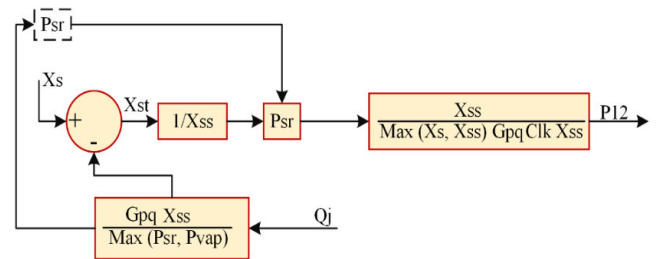 Psr
Xs
+
-
Xst
1/Xss
Psr
Xss
Max (Xs, Xss) Gpq Clk Xss
P12
Gpq Xss
Max (Psr, Pvap)
Qj